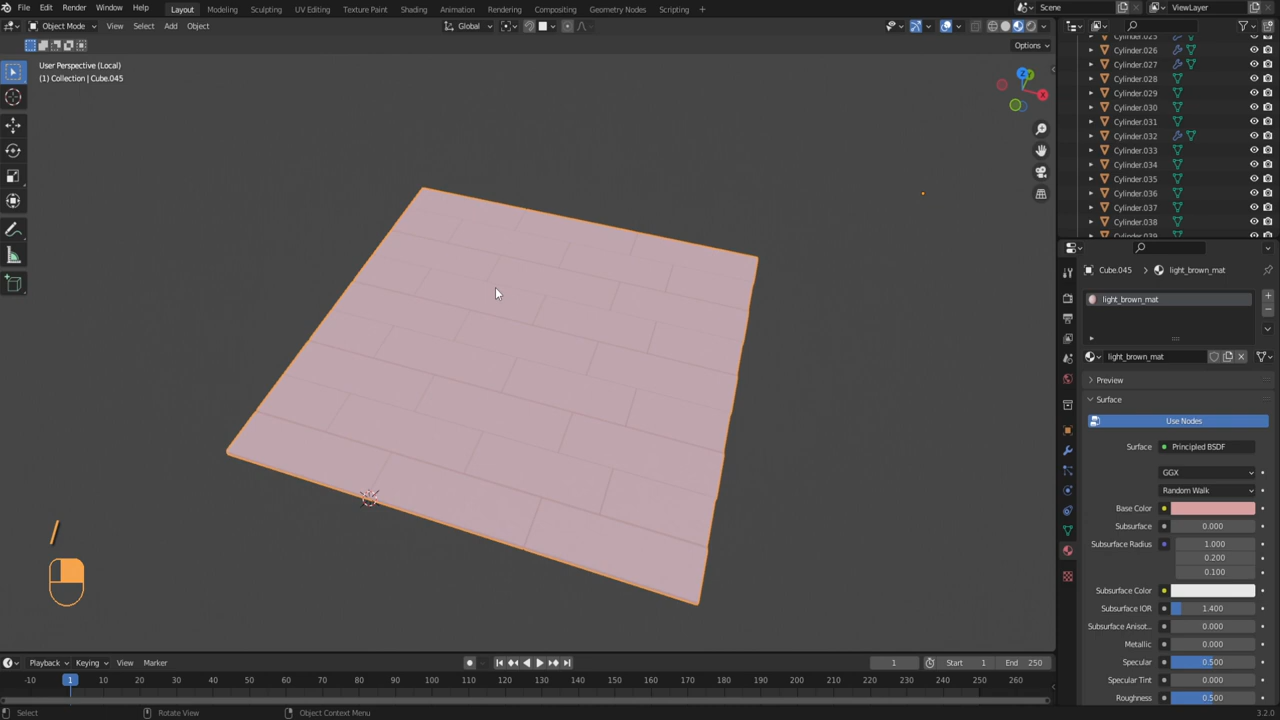 File Edit Render Window Help Layout Modeling Sculpting UV Editing Texture Paint Shading Animation Rendering Compositing Geometry Nodes Scripting + Scene ViewLayer
Object Mode View Select Add Object Global
Options
User Perspective (Local)
(1) Collection | Cube.045
Z
Y
X
Cylinder.025
Cylinder.026
Cylinder.027
Cylinder.028
Cylinder.029
Cylinder.030
Cylinder.031
Cylinder.032
Cylinder.033
Cylinder.034
Cylinder.035
Cylinder.036
Cylinder.037
Cylinder.038
Cylinder.039
Cube.045 > light_brown_mat
light_brown_mat
light_brown_mat
Preview
Surface
Use Nodes
Surface Principled BSDF
GGX
Random Walk
Base Color
Subsurface 0.000
Subsurface Radius 1.000
0.200
0.100
Subsurface Color
Subsurface IOR 1.400
Subsurface Anisot... 0.000
Metallic 0.000
Specular 0.500
Specular Tint 0.000
Roughness 0.500
/
Playback Keying View Marker 1 Start 1 End 250
-10 1 10 20 30 40 50 60 70 80 90 100 110 120 130 140 150 160 170 180 190 200 210 220 230 240 250 260
Select Rotate View Object Context Menu 3.2.0